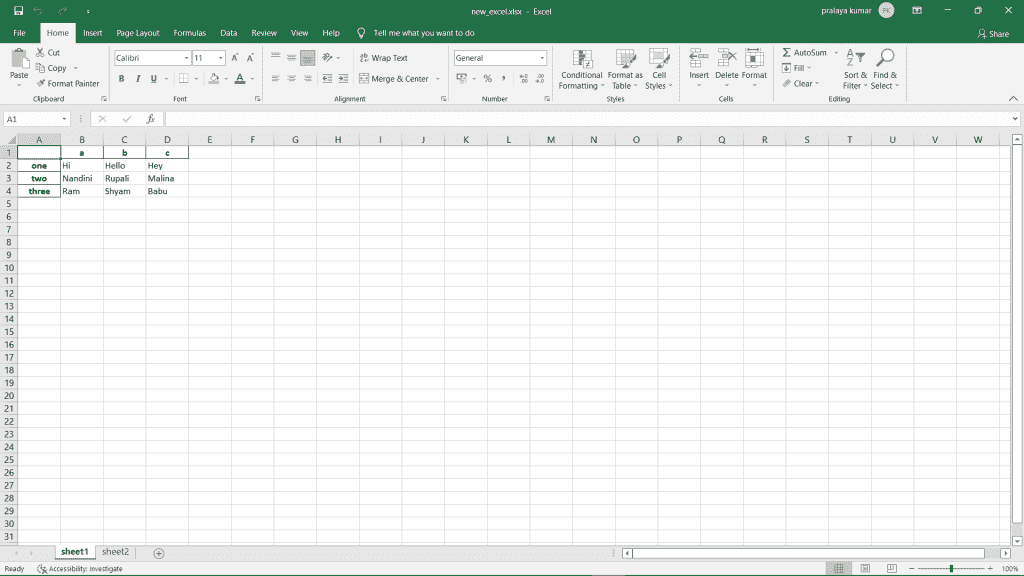 new_excel.xlsx - Excel
pralaya kumar PK
File Home Insert Page Layout Formulas Data Review View Help Tell me what you want to do Share
Paste
Cut
Copy
Format Painter
Clipboard
Calibri 11
B I U A
Font
Wrap Text
Merge & Center
Alignment
General
%
Number
Conditional Formatting
Format as Table
Cell Styles
Styles
Insert Delete Format
Cells
AutoSum
Fill
Clear
Sort & Filter
Find & Select
Editing
A1 fx
A B C D E F G H I J K L M N O P Q R S T U V W
1 a b c
2 one Hi Hello Hey
3 two Nandini Rupali Malina
4 three Ram Shyam Babu
5
6
7
8
9
10
11
12
13
14
15
16
17
18
19
20
21
22
23
24
25
26
27
28
29
30
31
sheet1 sheet2
Ready Accessibility: Investigate 100%